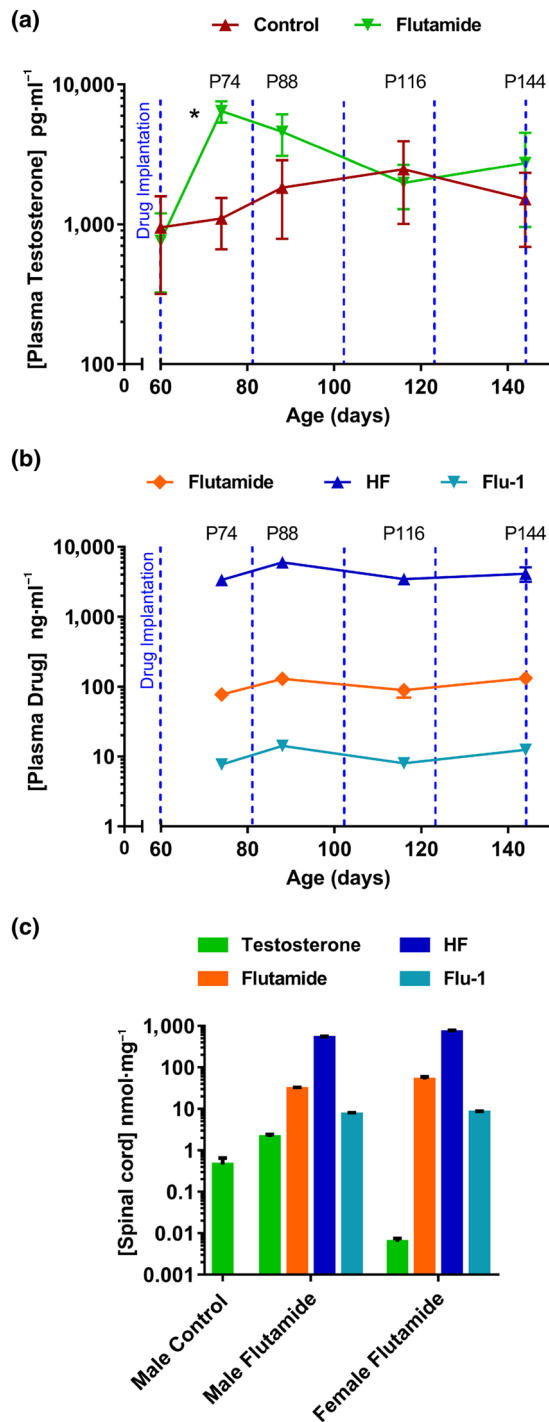 (a)
Control Flutamide
P74 P88 P116 P144
10,000
1,000
100
0 60 80 100 120 140
*
Drug Implantation
[Plasma Testosterone] pg·ml⁻¹
Age (days)
(b)
Flutamide HF Flu-1
P74 P88 P116 P144
10,000
1,000
100
10
1
0 60 80 100 120 140
Drug Implantation
[Plasma Drug] ng·ml⁻¹
Age (days)
(c)
Testosterone HF
Flutamide Flu-1
1,000
100
10
1
0.1
0.01
0.001
[Spinal cord] nmol·mg⁻¹
Male Control
Male Flutamide
Female Flutamide